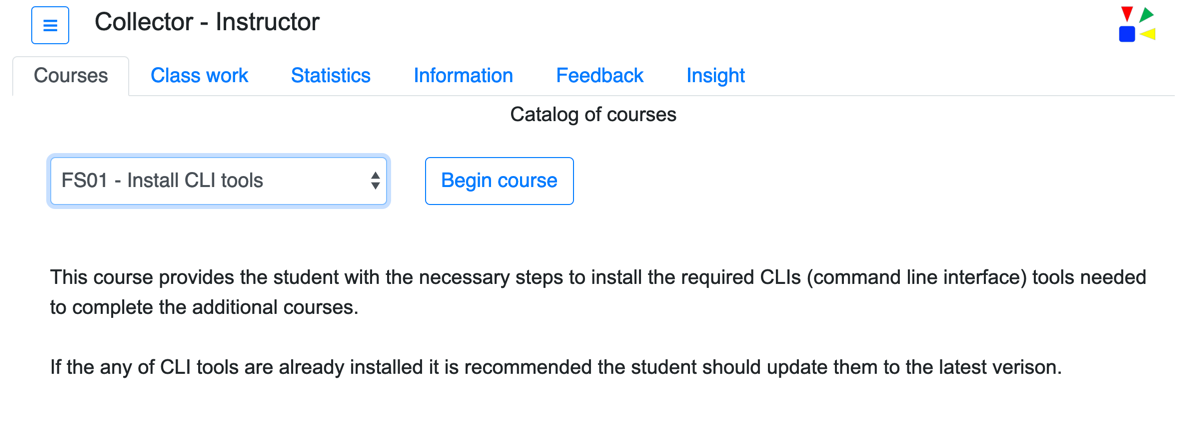 Collector - Instructor
Courses Class work Statistics Information Feedback Insight
Catalog of courses
FS01 - Install CLI tools Begin course
This course provides the student with the necessary steps to install the required CLIs (command line interface) tools needed
to complete the additional courses.
If the any of CLI tools are already installed it is recommended the student should update them to the latest verison.